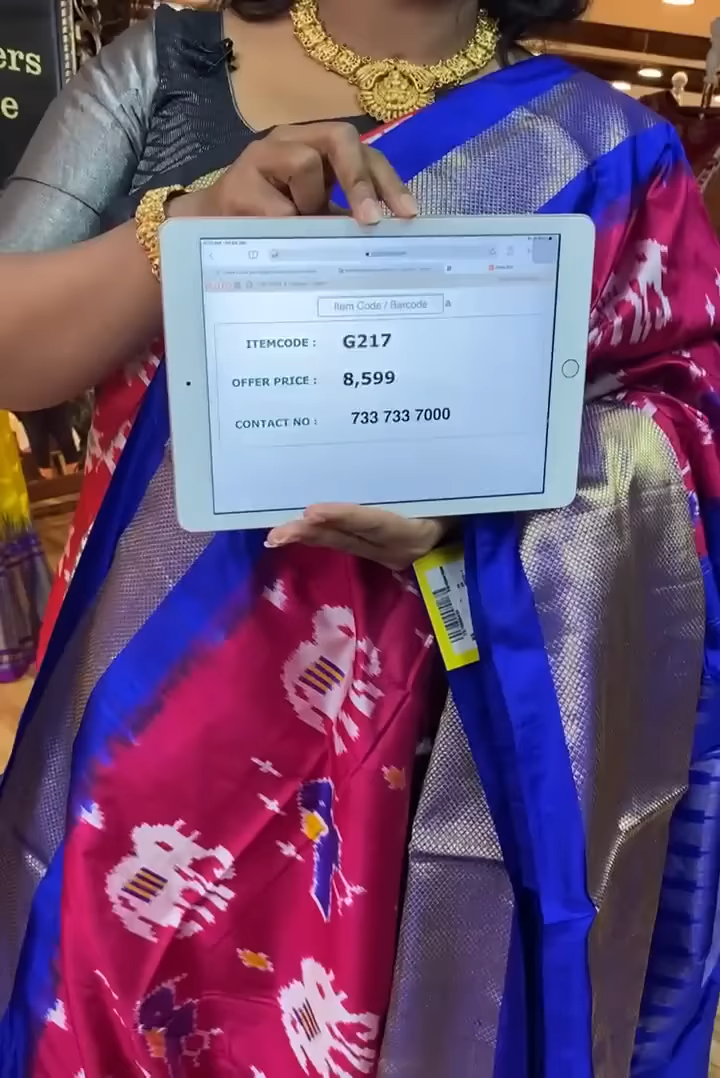 ers
e
Item Code / Barcode
ITEMCODE : G217
OFFER PRICE : 8,599
CONTACT NO : 733 733 7000